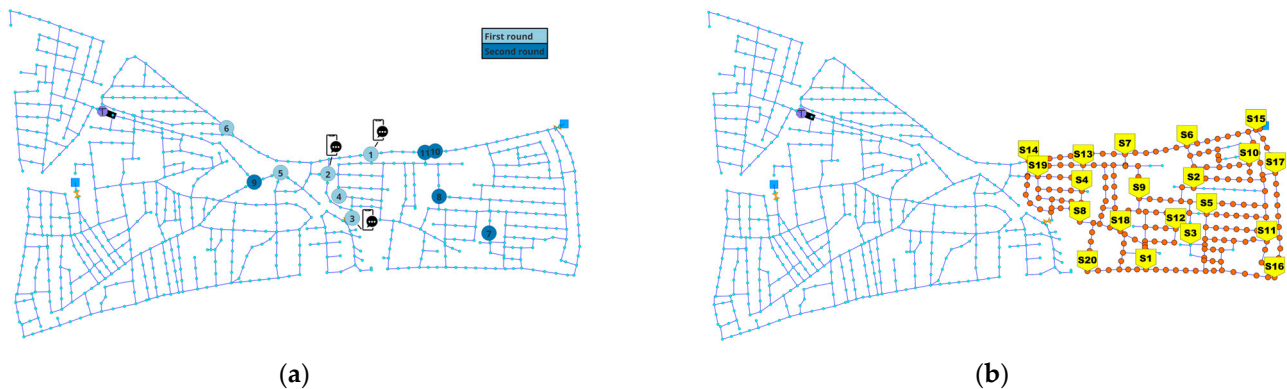 First round
Second round
6
1
11 10
2
5
9
4
8
3
7
(a)
S15
S6
S7
S14
S13
S10
S19
S17
S4
S2
S9
S5
S8
S12
S18
S3
S11
S1
S20
S16
(b)